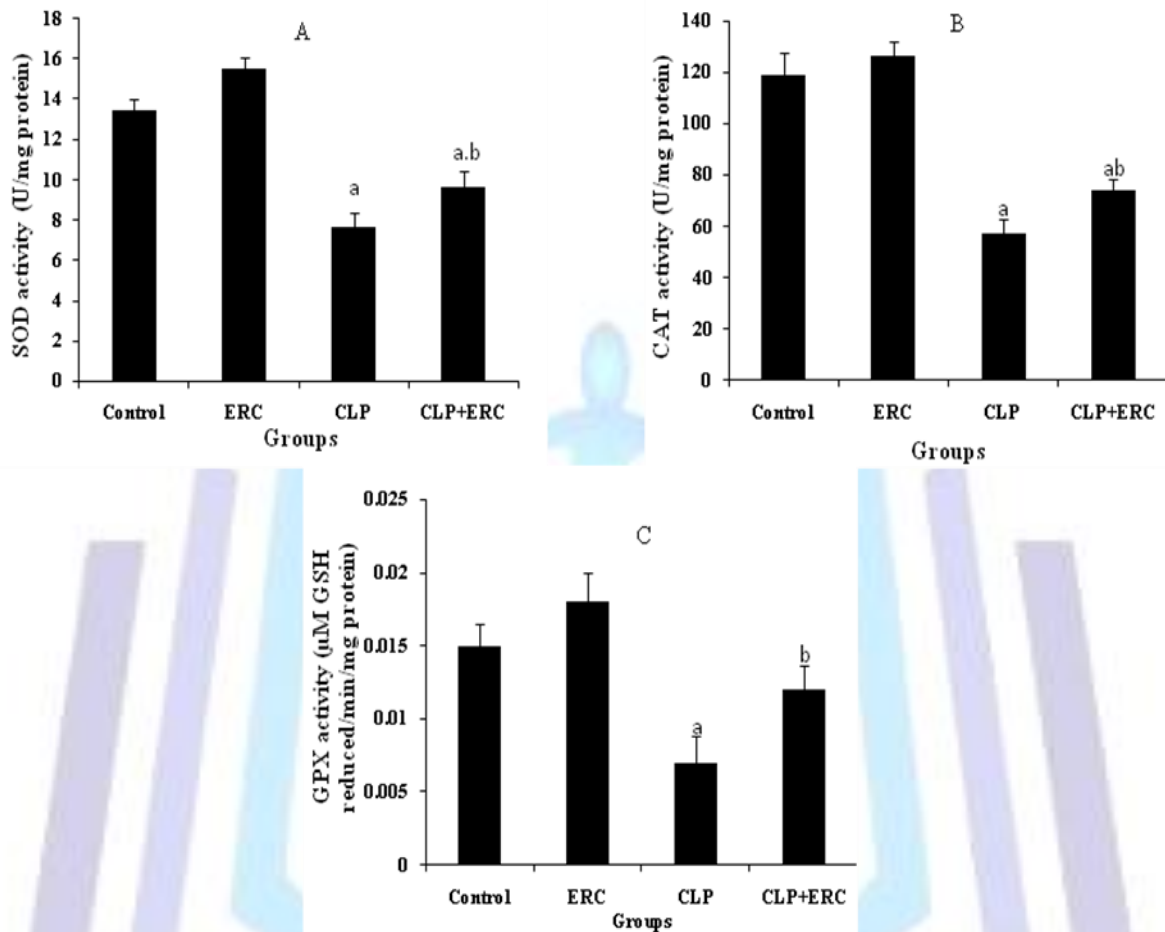 A
SOD activity (U/mg protein)
18
16
14
12
10
8
6
4
2
0
a
a.b
Control ERC CLP CLP+ERC
Groups
B
CAT activity (U/mg protein)
140
120
100
80
60
40
20
0
a
ab
Control ERC CLP CLP+ERC
Groups
C
GPX activity (µM GSH
reduced/min/mg protein)
0.025
0.02
0.015
0.01
0.005
0
a
b
Control ERC CLP CLP+ERC
Groups